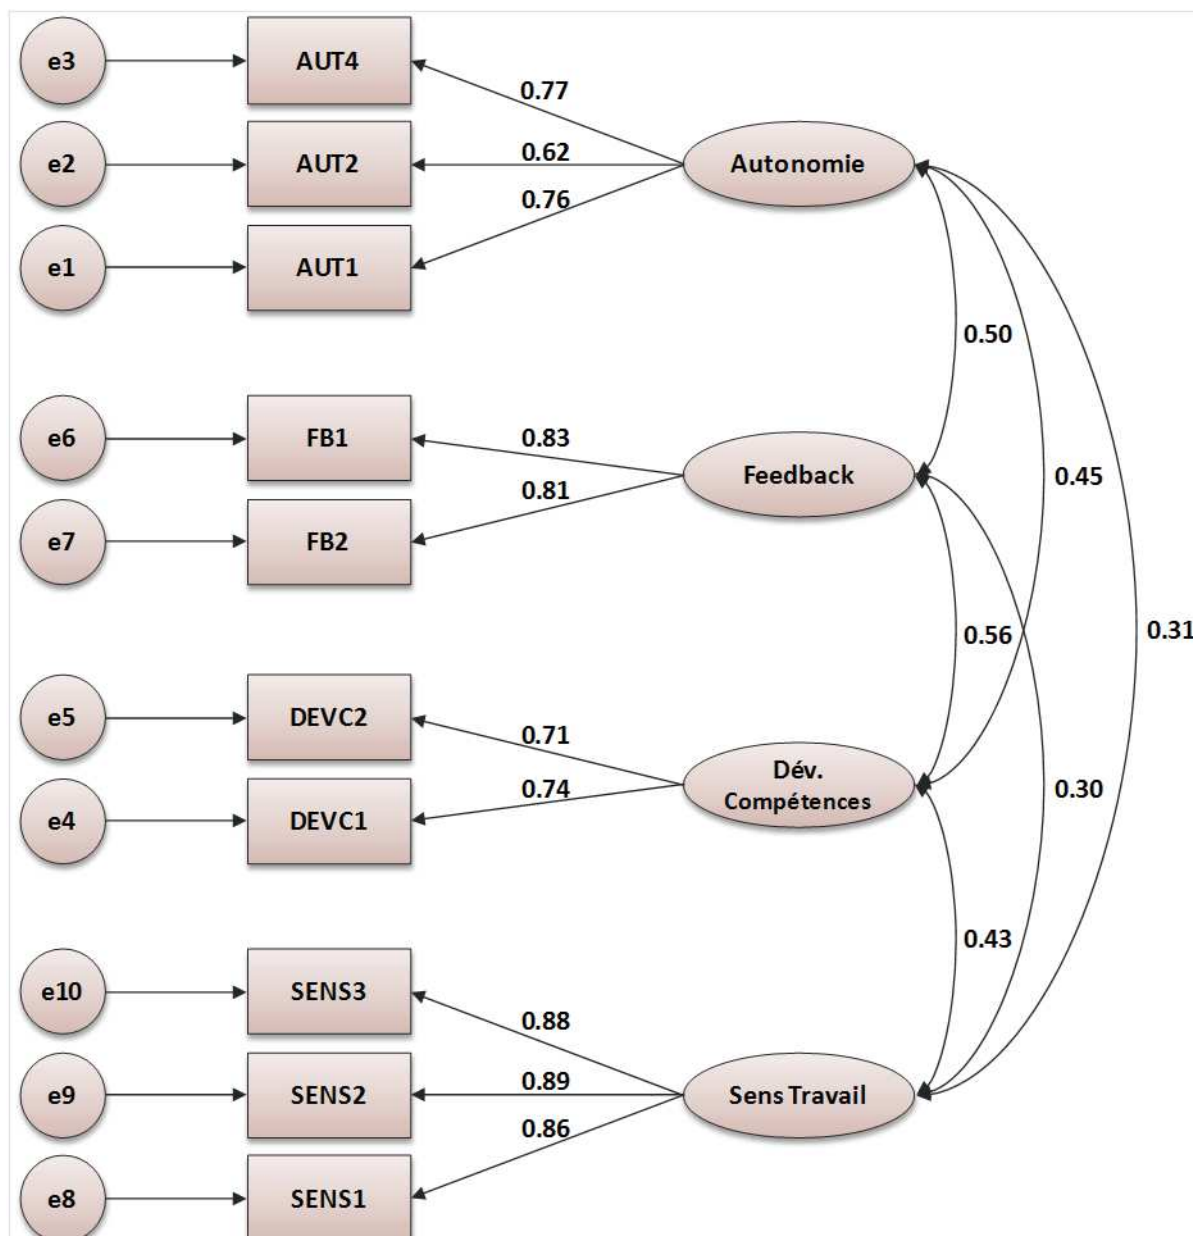 e3
AUT4
0.77
e2
AUT2
0.62
Autonomie
0.76
e1
AUT1
0.50
e6
FB1
0.83
Feedback
0.45
0.81
e7
FB2
0.56
0.31
e5
DEVC2
0.71
Dév.
Compétences
0.74
0.30
e4
DEVC1
0.43
e10
SENS3
0.88
0.89
e9
SENS2
Sens Travail
0.86
e8
SENS1